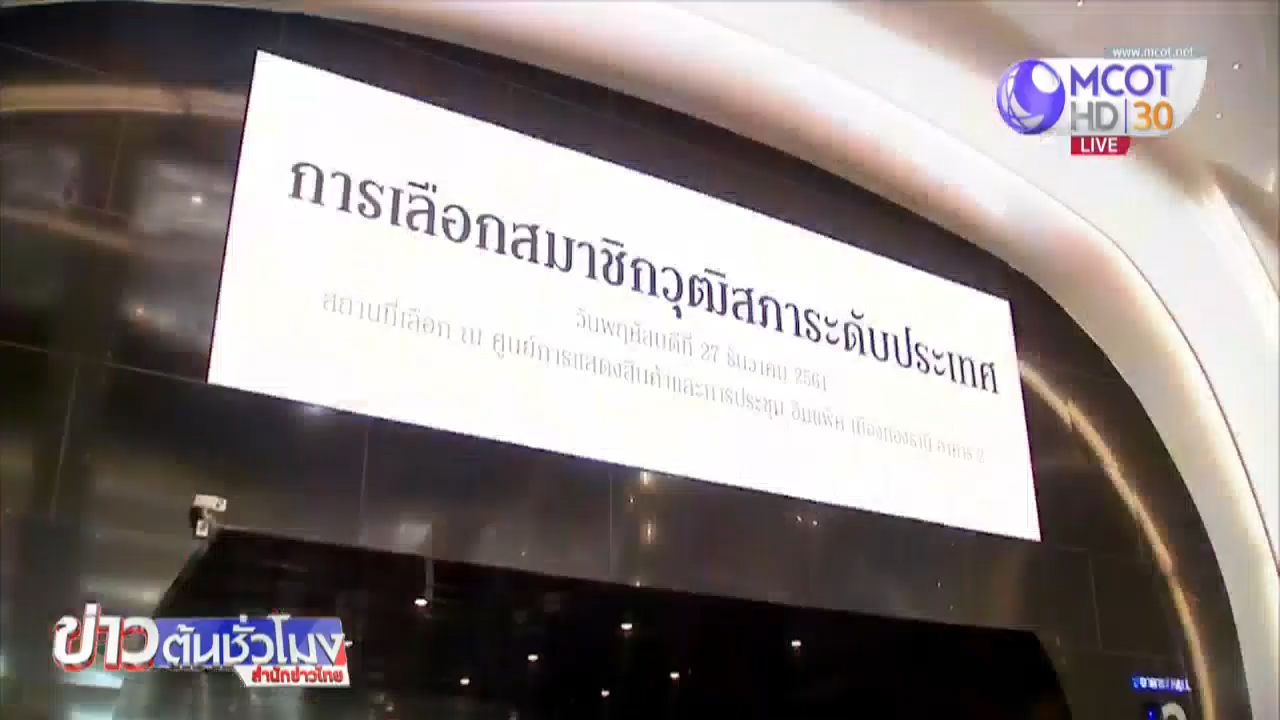 www.mcot.net
MCOT
HD 30
LIVE
การเลือกสมาชิกวุฒิสภาระดับประเทศ
วันพฤหัสบดีที่ 27 ธันวาคม 2561
สถานที่เลือก ณ ศูนย์การแสดงสินค้าและการประชุม อิมแพ็ค เมืองทองธานี อาคาร 2
ข่าวต้นชั่วโมง
สำนักข่าวไทย